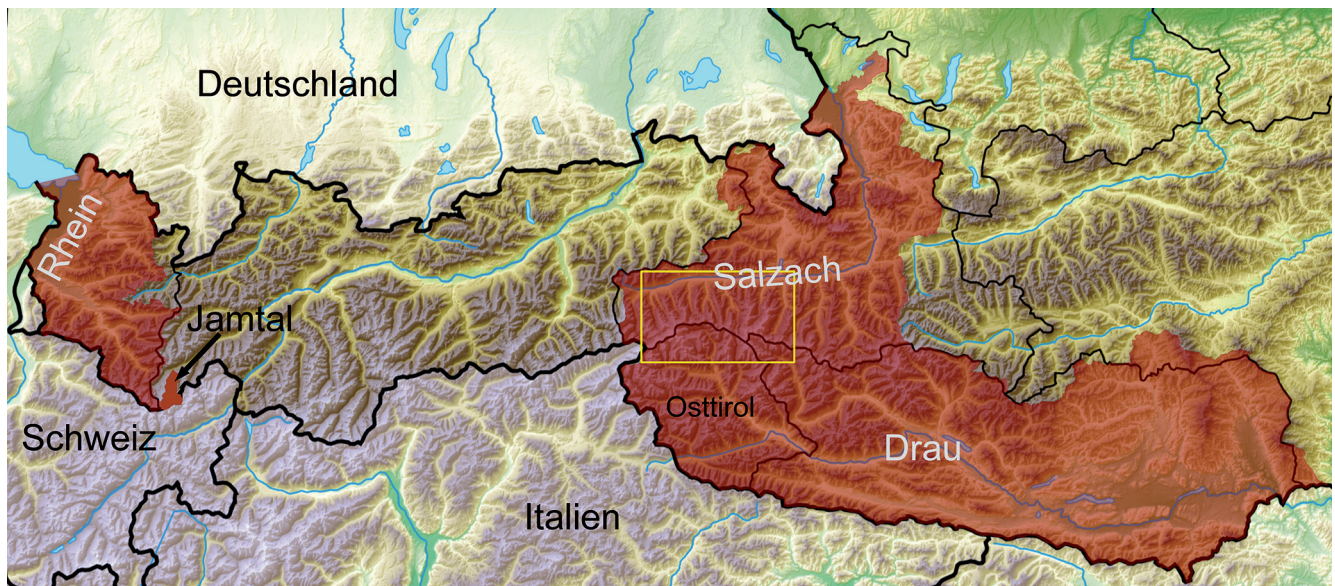 Deutschland
Rhein
Salzach
Jamtal
Osttirol
Schweiz
Drau
Italien